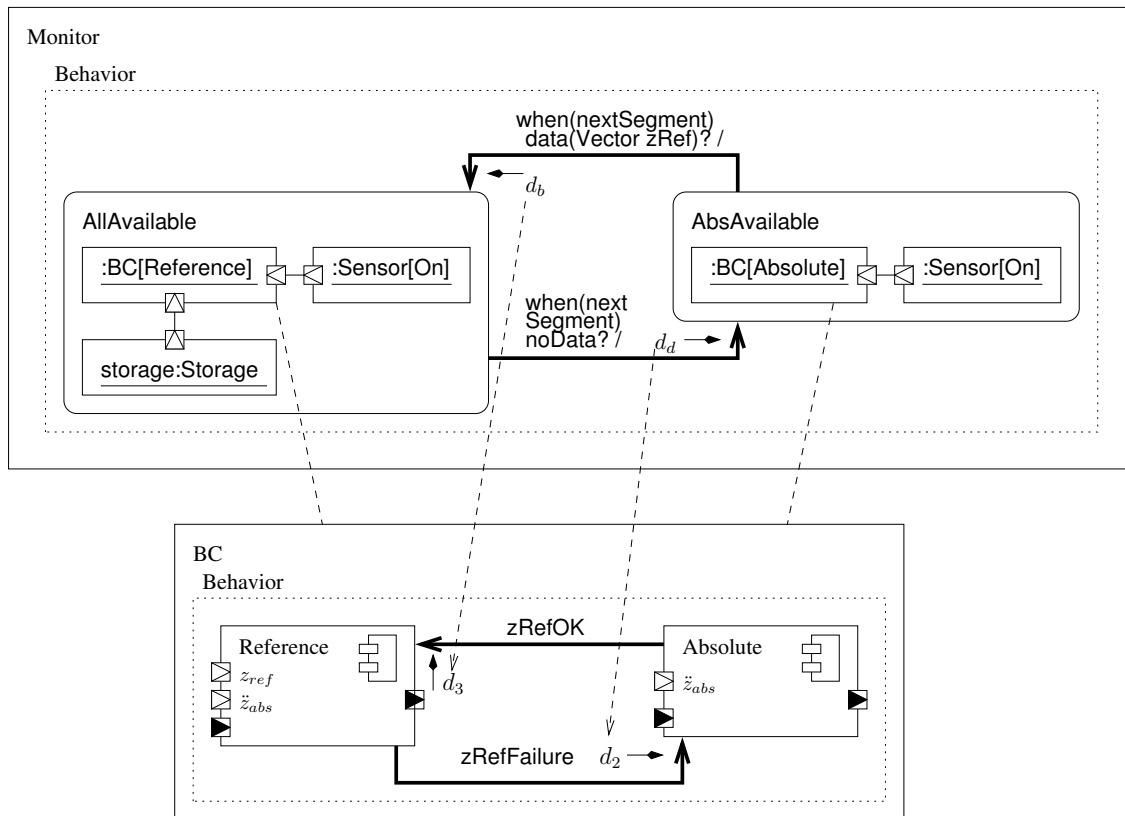 Monitor
Behavior
when(nextSegment)
data(Vector zRef)? /
d_b
AllAvailable
:BC[Reference]
:Sensor[On]
storage:Storage
AbsAvailable
:BC[Absolute]
:Sensor[On]
when(next
Segment)
noData? /
d_d
BC
Behavior
zRefOK
Reference
z_ref
z̈_abs
d_3
Absolute
z̈_abs
zRefFailure
d_2